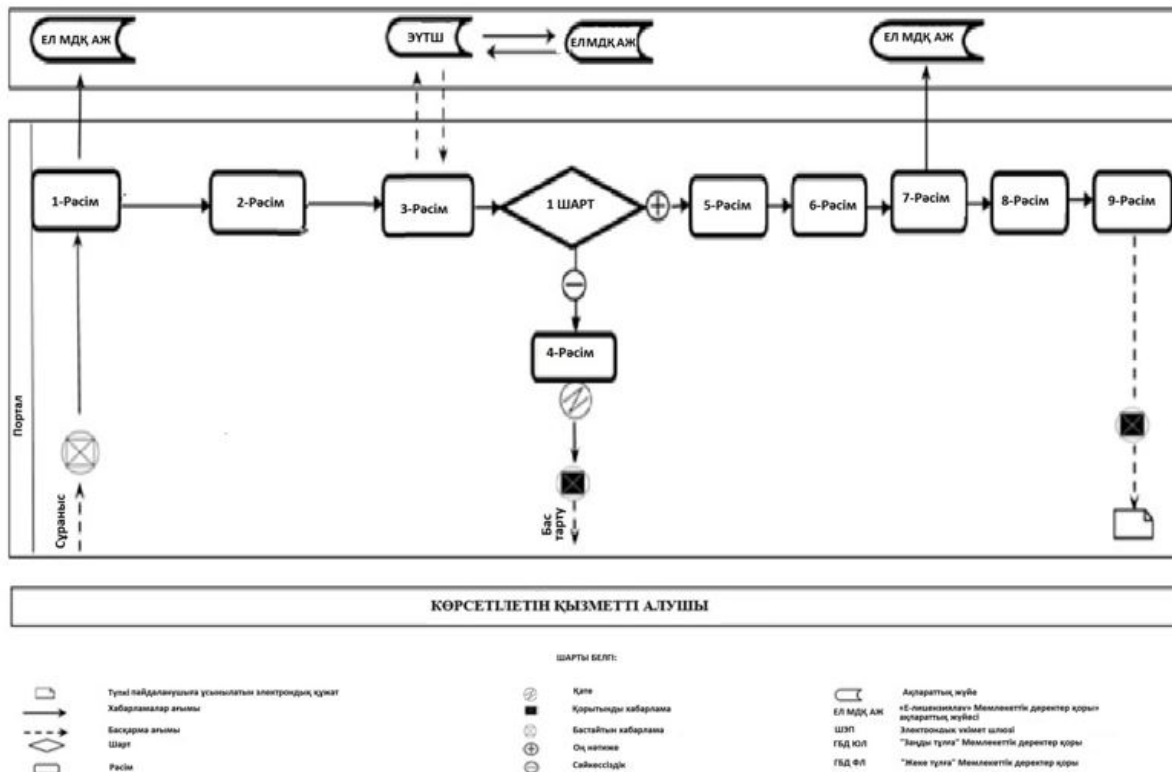 ЕЛ МДҚ АЖ
ЭҮТШ
ЕЛ МДҚ АЖ
ЕЛ МДҚ АЖ
1-Рәсім
2-Рәсім
3-Рәсім
1 ШАРТ
5-Рәсім
6-Рәсім
7-Рәсім
8-Рәсім
9-Рәсім
4-Рәсім
Портал
Сұраныс
Бас
тарту
КӨРСЕТІЛЕТІН ҚЫЗМЕТТІ АЛУШЫ
ШАРТЫ БЕЛГІ:
Түпкі пайдаланушыға ұсынылатын электрондық құжат
Хабарламалар ағымы
Басқарма ағымы
Шарт
Рәсім
Қате
Қорытынды хабарлама
Бастайтын хабарлама
Оң нәтиже
Сәйкессіздік
Ақпараттық жүйе
ЕЛ МДҚ АЖ Мемлекеттік деректер қоры»
ақпараттық жүйесі
ШЭП Электрондық үкімет шлюзі
ГБД ЮЛ "Заңды тұлға" Мемлекеттік деректер қоры
ГБД ФЛ "Жеке тұлға" Мемлекеттік деректер қоры